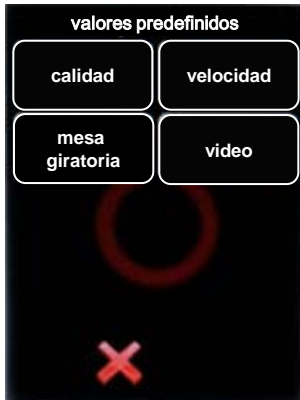 valores predefinidos
calidad
velocidad
mesa
giratoria
video